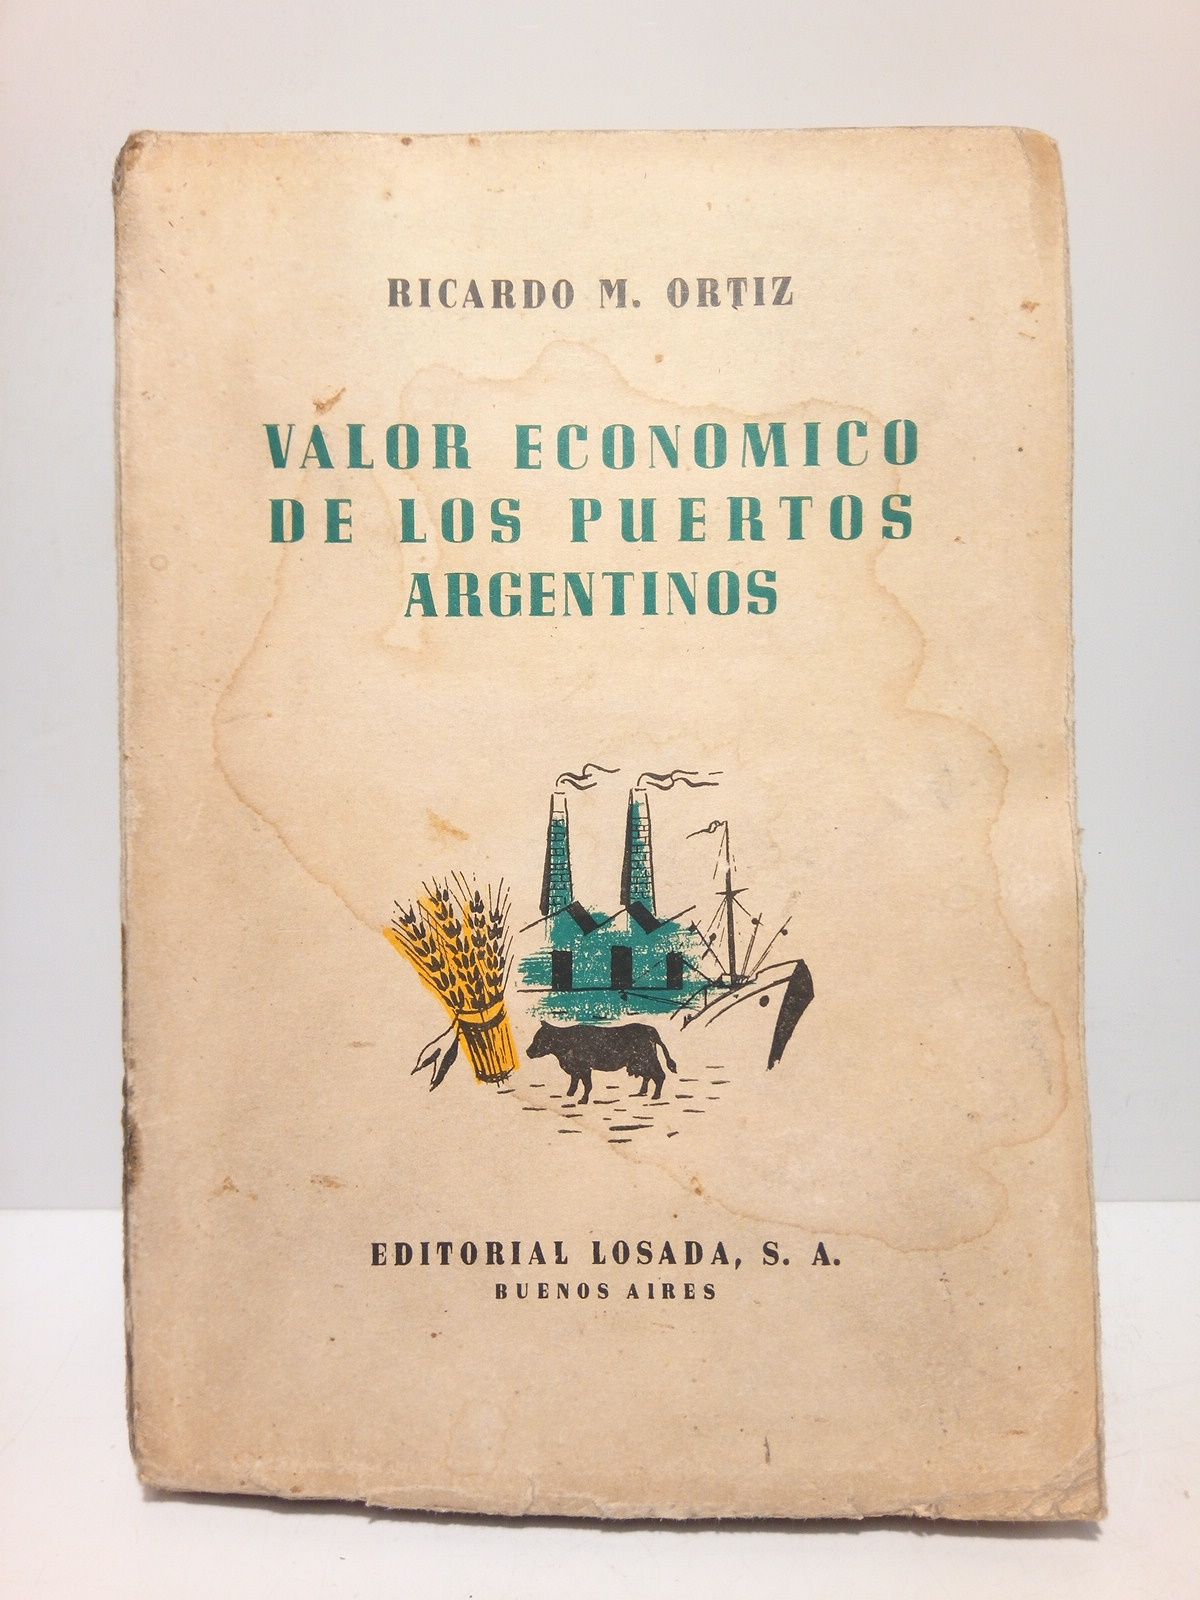 RICARDO M. ORTIZ
VALOR ECONOMICO
DE LOS PUERTOS
ARGENTINOS
EDITORIAL LOSADA, S. A.
BUENOS AIRES